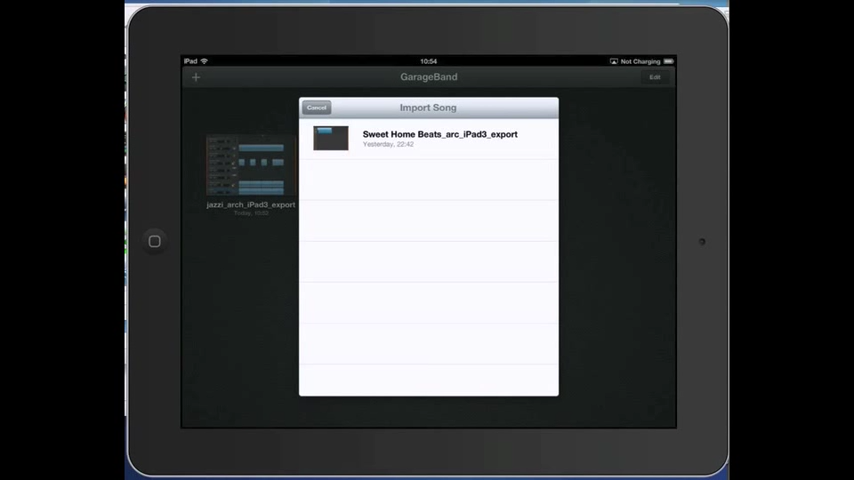 iPad
10:54
Not Charging
+
GarageBand
Edit
Cancel
Import Song
Sweet Home Beats_arc_iPad3_export
Yesterday, 22:42
jazzi_arch_iPad3_export